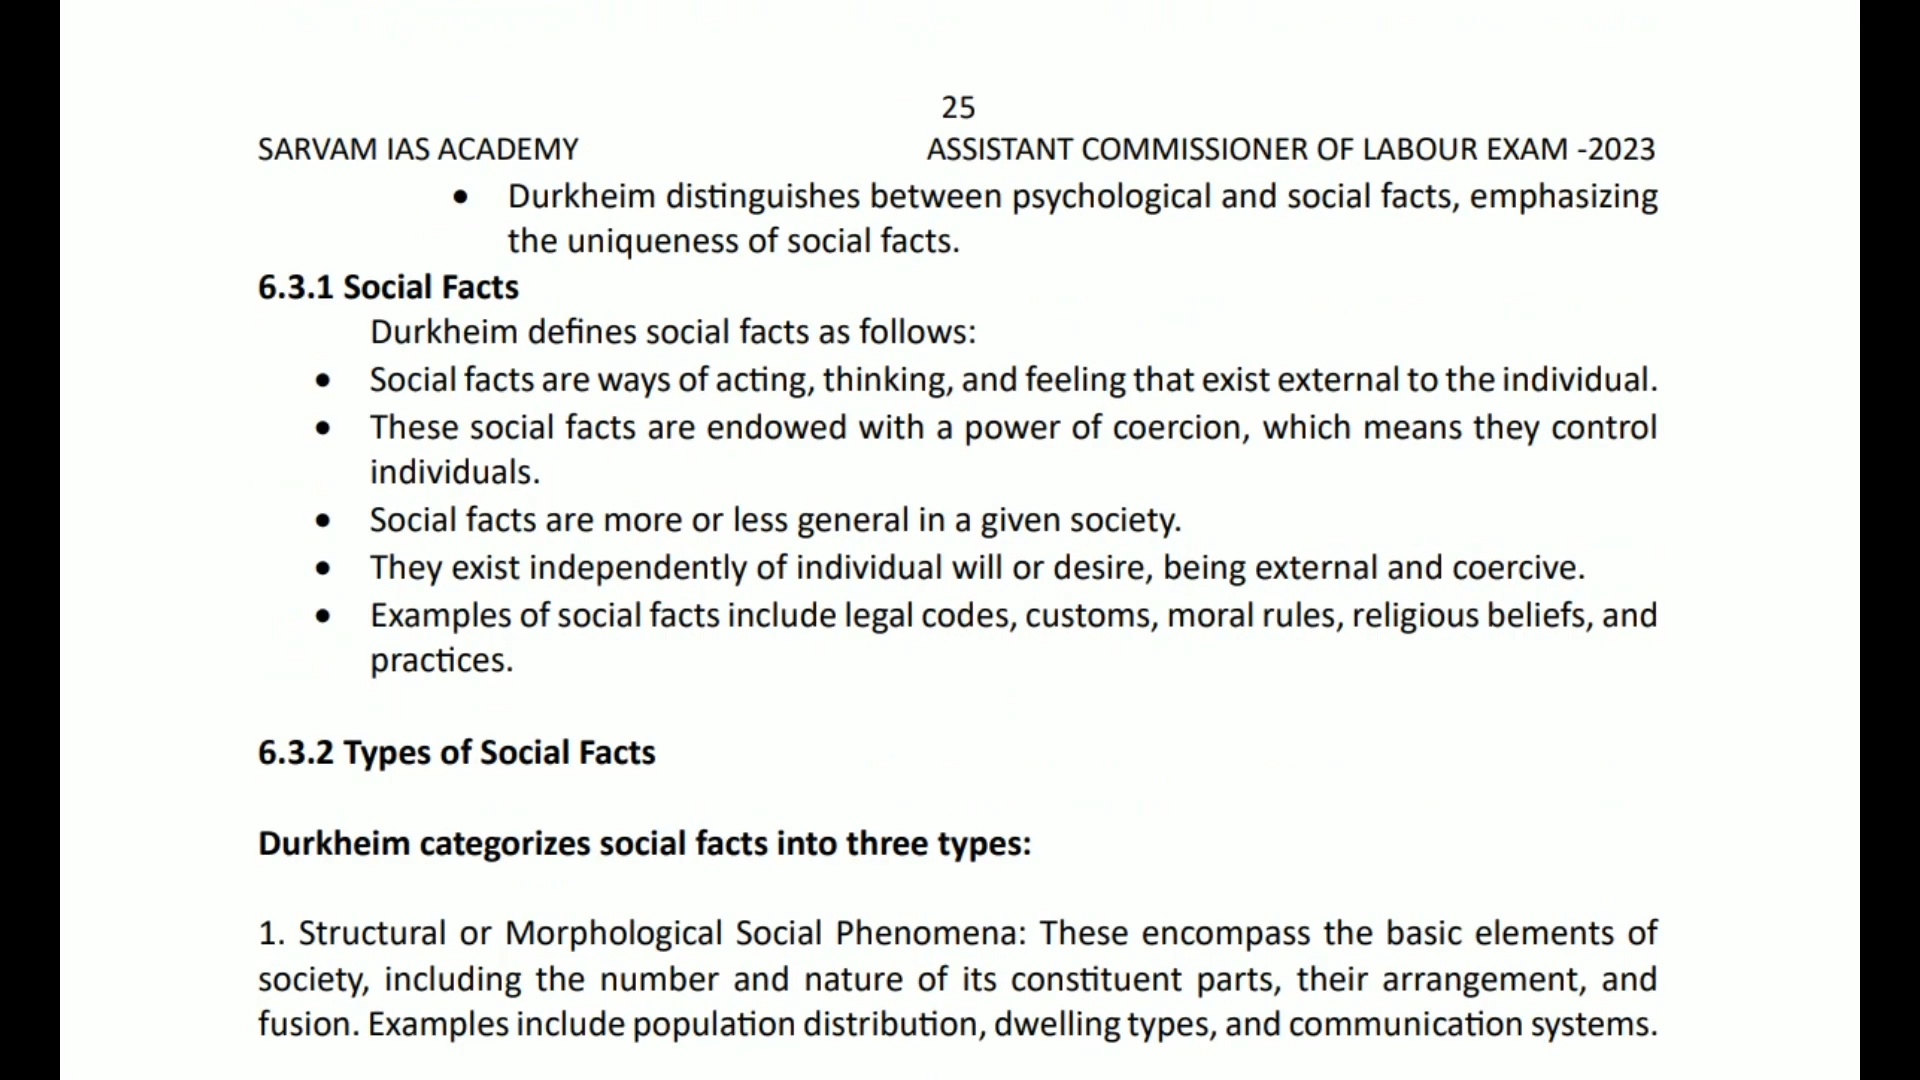 25
SARVAM IAS ACADEMY ASSISTANT COMMISSIONER OF LABOUR EXAM -2023
• Durkheim distinguishes between psychological and social facts, emphasizing
the uniqueness of social facts.
6.3.1 Social Facts
Durkheim defines social facts as follows:
• Social facts are ways of acting, thinking, and feeling that exist external to the individual.
• These social facts are endowed with a power of coercion, which means they control
individuals.
• Social facts are more or less general in a given society.
• They exist independently of individual will or desire, being external and coercive.
• Examples of social facts include legal codes, customs, moral rules, religious beliefs, and
practices.
6.3.2 Types of Social Facts
Durkheim categorizes social facts into three types:
1. Structural or Morphological Social Phenomena: These encompass the basic elements of
society, including the number and nature of its constituent parts, their arrangement, and
fusion. Examples include population distribution, dwelling types, and communication systems.